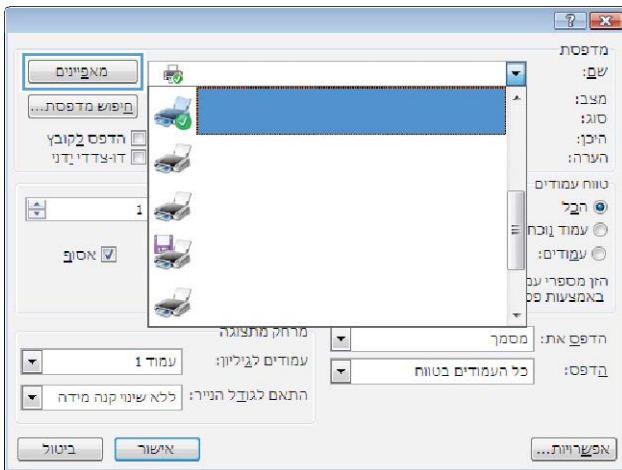 מדפסת
שם:
מאפיינים
מצב:
חיפוש מדפסת...
סוג:
היכן:
הדפס לקובץ
הערה:
דו-צדדי ידני
טווח עמודים
הכל
1
עמוד נוכח
עמודים:
אסוף
הזן מספרי עמ
באמצעות פס
מרחק מתצוגה
הדפס את: מסמך
עמודים לגיליון: עמוד 1
הדפס: כל העמודים בטווח
התאם לגודל הנייר: ללא שינוי קנה מידה
אפשרויות...
אישור
ביטול